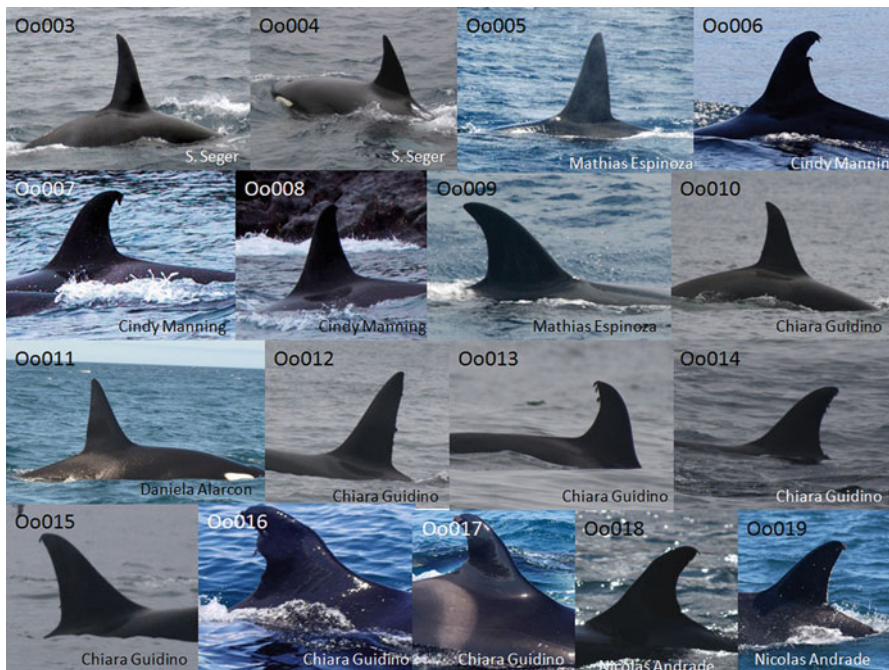 Oo003
S. Seger
Oo004
S. Seger
Oo005
Mathias Espinoza
Oo006
Cindy Manning
Oo007
Cindy Manning
Oo008
Cindy Manning
Oo009
Mathias Espinoza
Oo010
Chiara Guidino
Oo011
Daniela Alarcon
Oo012
Chiara Guidino
Oo013
Chiara Guidino
Oo014
Chiara Guidino
Oo015
Chiara Guidino
Oo016
Chiara Guidino
Oo017
Chiara Guidino
Oo018
Nicolas Andrade
Oo019
Nicolas Andrade